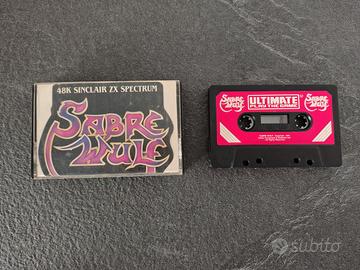 48K SINCLAIR ZX SPECTRUM
SABRE
WULF
SABRE
WULF
ULTIMATE
PLAY THE GAME
SABRE
WULF
subito